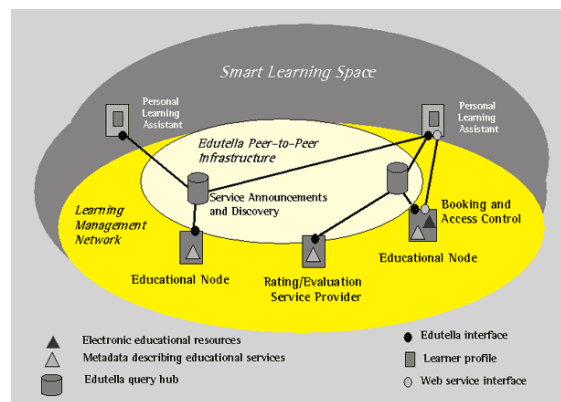 Smart Learning Space
Personal
Learning
Assistant
Personal
Learning
Assistant
Edutella Peer-to-Peer
Infrastructure
Service Announcements
and Discovery
Learning
Management
Network
Booking and
Access Control
Educational Node
Rating/Evaluation
Service Provider
Educational Node
Electronic educational resources
Metadata describing educational services
Edutella query hub
Edutella interface
Learner profile
Web service interface